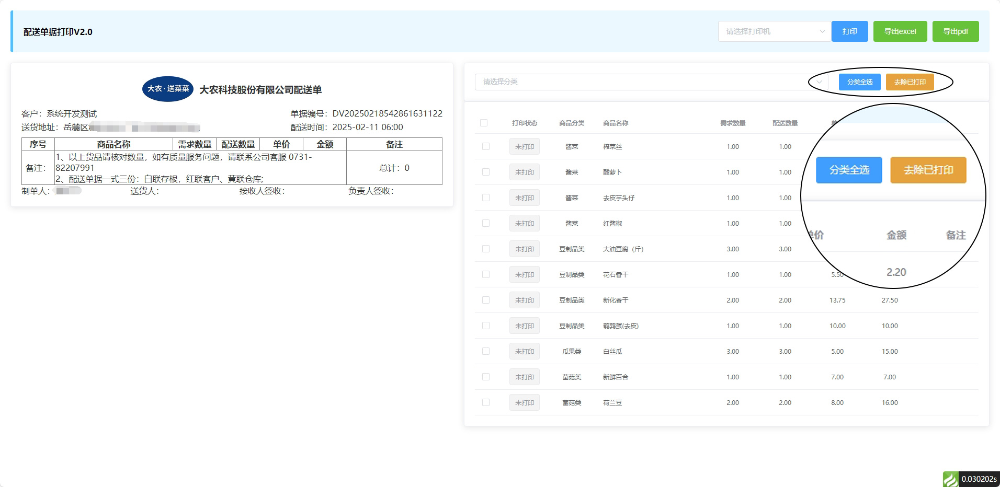 配送单据打印V2.0
请选择打印机
打印
导出excel
导出pdf
大农·送菜菜
大农科技股份有限公司配送单
客户：系统开发测试
单据编号：DV20250218542861631122
送货地址：岳麓区
配送时间：2025-02-11 06:00
序号 商品名称 需求数量 配送数量 单价 金额 备注
备注：
1、以上货品请核对数量，如有质量服务问题，请联系公司客服 0731-
82207991
2、配送单据一式三份：白联存根，红联客户、黄联仓库;
总计：0
制单人： 送货人： 接收人签收： 负责人签收：
请选择分类
分类全选
去除已打印
打印状态 商品分类 商品名称 需求数量 配送数量
未打印 酱菜 榨菜丝 1.00 1.00
未打印 酱菜 酸萝卜 1.00 1.00
未打印 酱菜 去皮芋头仔 1.00 1.00
未打印 酱菜 红酱椒 1.00 1.00
未打印 豆制品类 大油豆腐（斤） 3.00 3.00
未打印 豆制品类 花石香干 1.00 1.00 5.50
未打印 豆制品类 新化香干 2.00 2.00 13.75 27.50
未打印 豆制品类 鹌鹑蛋(去皮) 1.00 1.00 10.00 10.00
未打印 瓜果类 白丝瓜 3.00 3.00 5.00 15.00
未打印 菌菇类 新鲜百合 1.00 1.00 7.00 7.00
未打印 菌菇类 荷兰豆 2.00 2.00 8.00 16.00
分类全选
去除已打印
单价 金额 备注
2.20
0.030202s